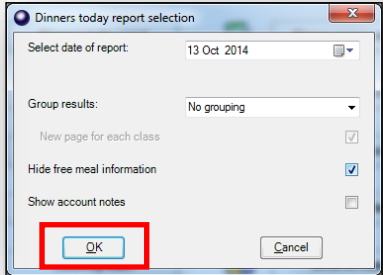 Dinners today report selection
Select date of report: 13 Oct 2014
Group results: No grouping
New page for each class
Hide free meal information
Show account notes
OK Cancel